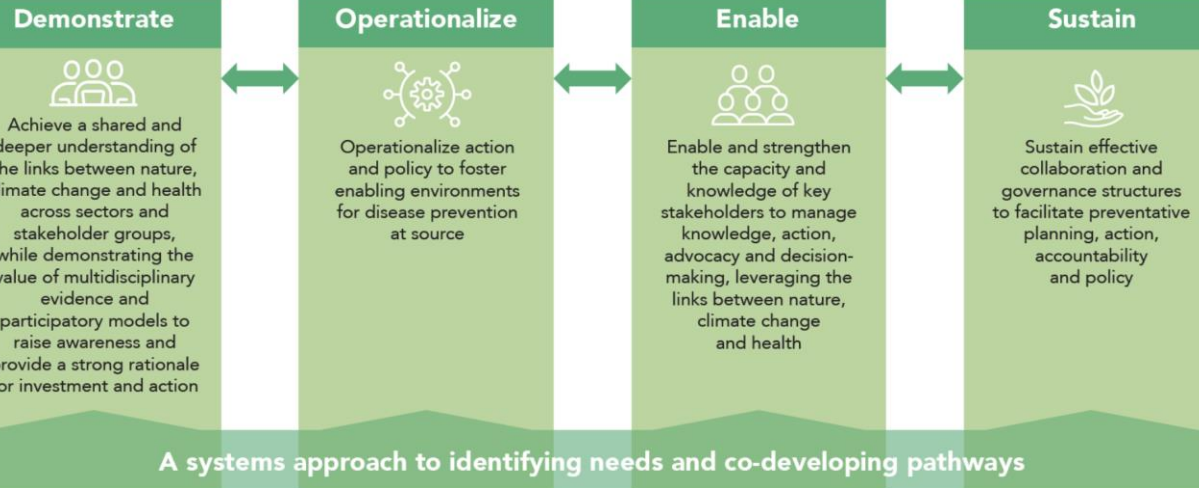 Demonstrate
Achieve a shared and
deeper understanding of
he links between nature,
imate change and health
across sectors and
stakeholder groups,
while demonstrating the
value of multidisciplinary
evidence and
participatory models to
raise awareness and
provide a strong rationale
or investment and action
Operationalize
Operationalize action
and policy to foster
enabling environments
for disease prevention
at source
Enable
Enable and strengthen
the capacity and
knowledge of key
stakeholders to manage
knowledge, action,
advocacy and decision-
making, leveraging the
links between nature,
climate change
and health
Sustain
Sustain effective
collaboration and
governance structures
to facilitate preventative
planning, action,
accountability
and policy
A systems approach to identifying needs and co-developing pathways